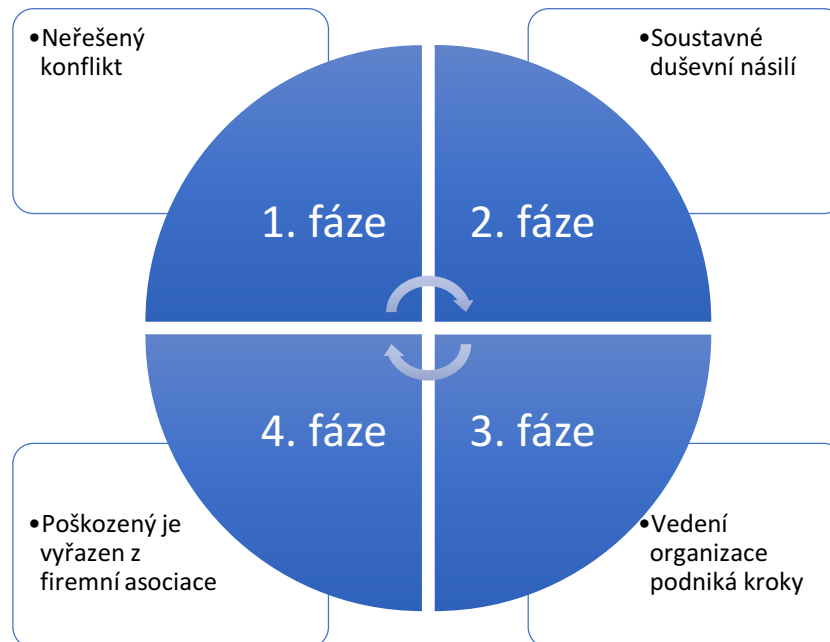 •Neřešený
konflikt
•Soustavné
duševní násilí
1. fáze
2. fáze
4. fáze
3. fáze
•Poškozený je
vyřazen z
firemní asociace
•Vedení
organizace
podniká kroky